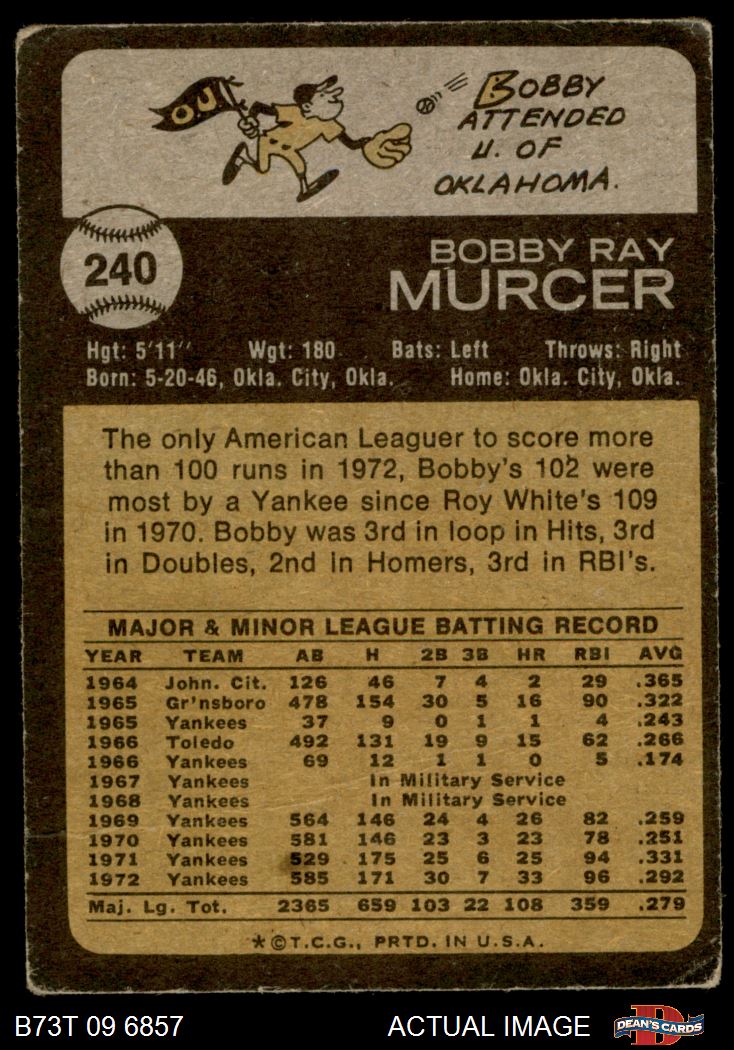 OU
BOBBY
ATTENDED
U. OF
OKLAHOMA.
240
BOBBY RAY
MURCER
Hgt: 5'11'' Wgt: 180 Bats: Left Throws: Right
Born: 5-20-46, Okla. City, Okla. Home: Okla. City, Okla.
The only American Leaguer to score more
than 100 runs in 1972, Bobby's 102 were
most by a Yankee since Roy White's 109
in 1970. Bobby was 3rd in loop in Hits, 3rd
in Doubles, 2nd in Homers, 3rd in RBI's.
MAJOR & MINOR LEAGUE BATTING RECORD
YEAR TEAM AB H 2B 3B HR RBI AVG
1964 John. Cit. 126 46 7 4 2 29 .365
1965 Gr'nsboro 478 154 30 5 16 90 .322
1965 Yankees 37 9 0 1 1 4 .243
1966 Toledo 492 131 19 9 15 62 .266
1966 Yankees 69 12 1 1 0 5 .174
1967 Yankees In Military Service
1968 Yankees In Military Service
1969 Yankees 564 146 24 4 26 82 .259
1970 Yankees 581 146 23 3 23 78 .251
1971 Yankees 529 175 25 6 25 94 .331
1972 Yankees 585 171 30 7 33 96 .292
Maj. Lg. Tot. 2365 659 103 22 108 359 .279
*©T.C.G., PRTD. IN U.S.A.
B73T 09 6857 ACTUAL IMAGE D DEAN'S CARDS